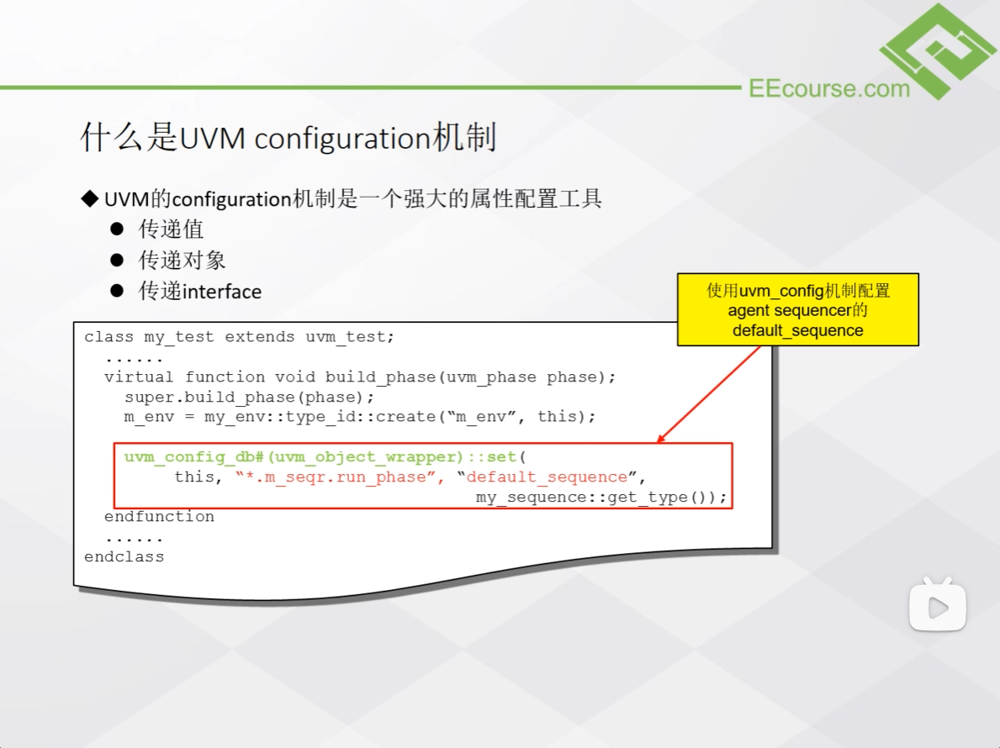 EEcourse.com
什么是UVM configuration机制
◆ UVM的configuration机制是一个强大的属性配置工具
● 传递值
● 传递对象
● 传递interface
使用uvm_config机制配置
agent sequencer的
default_sequence
class my_test extends uvm_test;
......
virtual function void build_phase(uvm_phase phase);
super.build_phase(phase);
m_env = my_env::type_id::create(“m_env”, this);
uvm_config_db#(uvm_object_wrapper)::set(
this, “*.m_seqr.run_phase”, “default_sequence”,
my_sequence::get_type());
endfunction
......
endclass